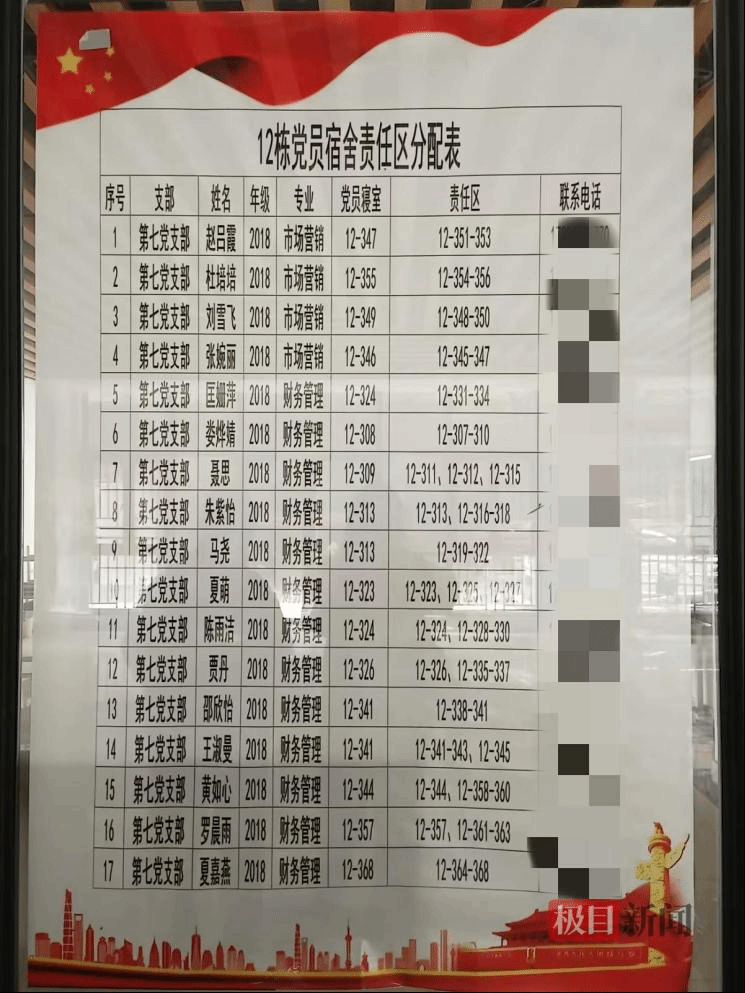 12栋党员宿舍责任区分配表
序号 支部 姓名 年级 专业 党员寝室 责任区 联系电话
1 第七党支部 赵吕霞 2018 市场营销 12-347 12-351-353
2 第七党支部 杜培培 2018 市场营销 12-355 12-354-356
3 第七党支部 刘雪飞 2018 市场营销 12-349 12-348-350
4 第七党支部 张婉丽 2018 市场营销 12-346 12-345-347
5 第七党支部 匡姗萍 2018 财务管理 12-324 12-331-334
6 第七党支部 娄烨婧 2018 财务管理 12-308 12-307-310
7 第七党支部 聂思 2018 财务管理 12-309 12-311、12-312、12-315
8 第七党支部 朱紫怡 2018 财务管理 12-313 12-313、12-316-318
9 第七党支部 马尧 2018 财务管理 12-313 12-319-322
10 第七党支部 夏萌 2018 财务管理 12-323 12-323、12-325、12-327
11 第七党支部 陈雨洁 2018 财务管理 12-324 12-324、12-328-330
12 第七党支部 贾丹 2018 财务管理 12-326 12-326、12-335-337
13 第七党支部 邵欣怡 2018 财务管理 12-341 12-338-341
14 第七党支部 王淑曼 2018 财务管理 12-341 12-341-343、12-345
15 第七党支部 黄如心 2018 财务管理 12-344 12-344、12-358-360
16 第七党支部 罗晨雨 2018 财务管理 12-357 12-357、12-361-363
17 第七党支部 夏嘉燕 2018 财务管理 12-368 12-364-368
极目新闻